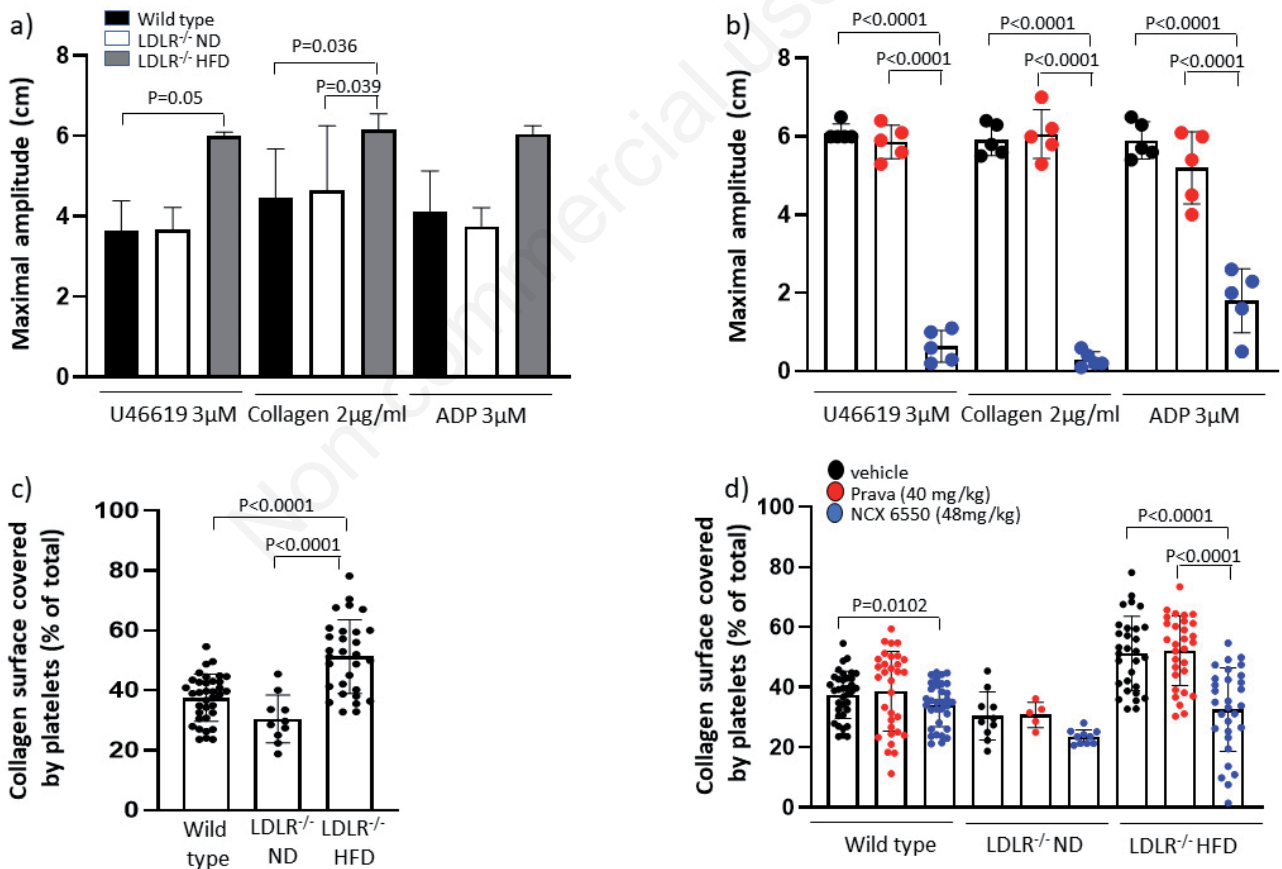 a)
Wild type
LDLR-/- ND
LDLR-/- HFD
P=0.036
P=0.039
P=0.05
Maximal amplitude (cm)
8
6
4
2
0
U46619 3µM
Collagen 2µg/ml
ADP 3µM
b)
P<0.0001
P<0.0001
P<0.0001
P<0.0001
P<0.0001
P<0.0001
Maximal amplitude (cm)
8
6
4
2
0
U46619 3µM
Collagen 2µg/ml
ADP 3µM
c)
P<0.0001
P<0.0001
Collagen surface covered
by platelets (% of total)
100
80
60
40
20
0
Wild
type
LDLR-/-
ND
LDLR-/-
HFD
d)
vehicle
Prava (40 mg/kg)
NCX 6550 (48mg/kg)
P=0.0102
P<0.0001
P<0.0001
Collagen surface covered
by platelets (% of total)
100
80
60
40
20
0
Wild type
LDLR-/- ND
LDLR-/- HFD
Non-commercial us